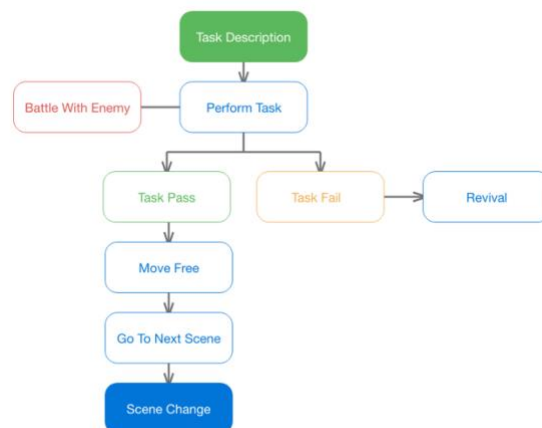 Task Description
Battle With Enemy
Perform Task
Task Pass
Task Fail
Revival
Move Free
Go To Next Scene
Scene Change